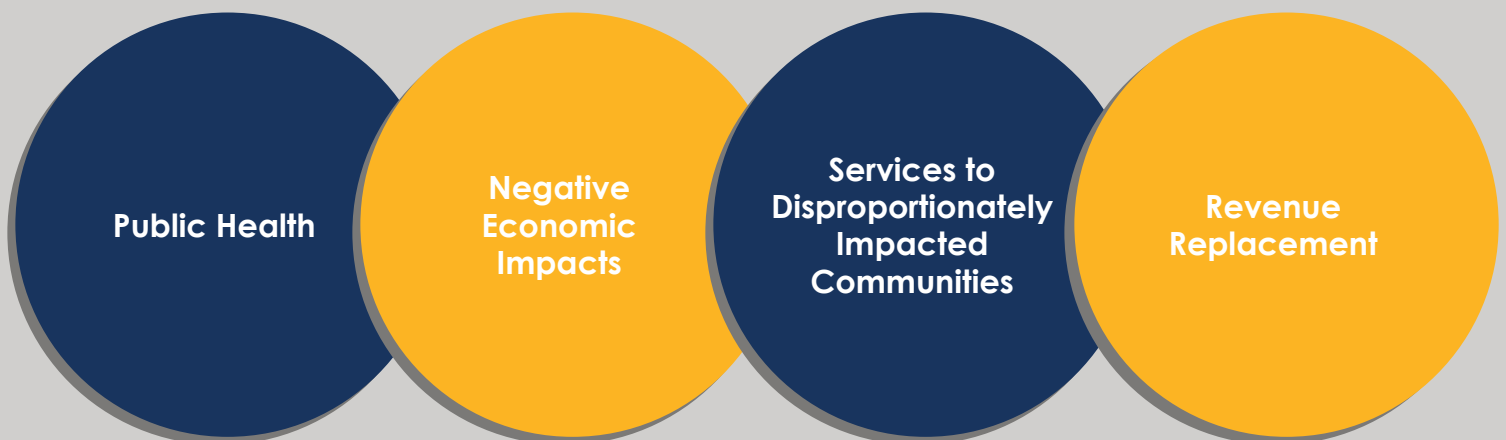 Public Health
Negative
Economic
Impacts
Services to
Disproportionately
Impacted
Communities
Revenue
Replacement